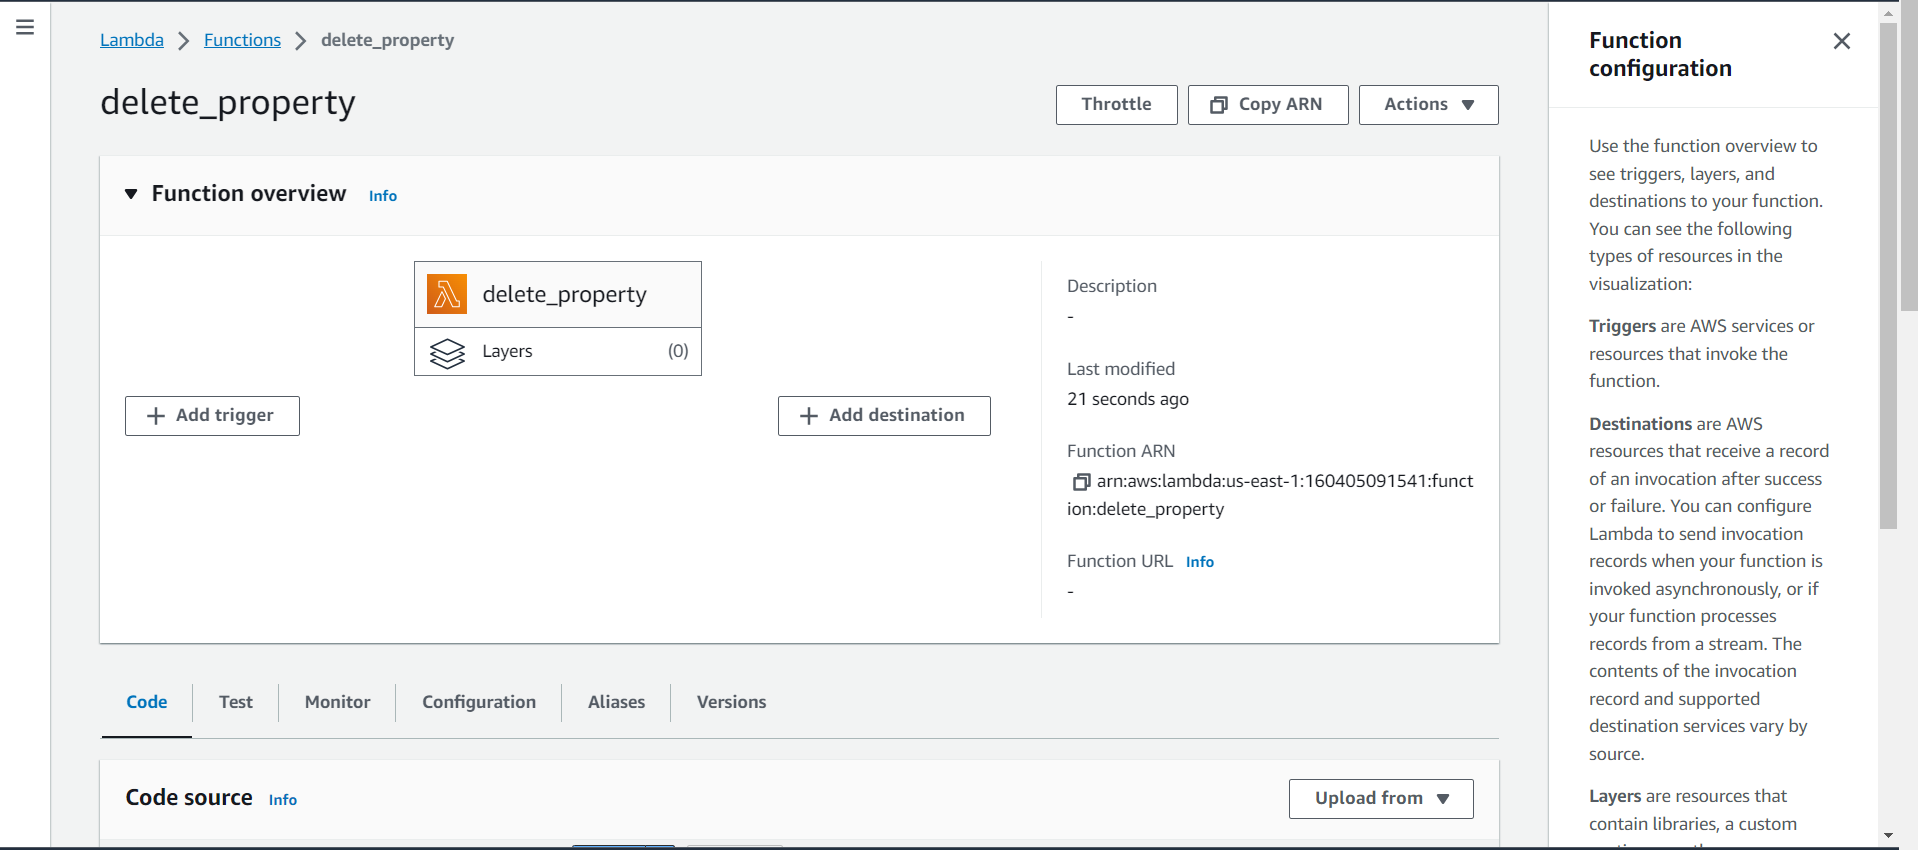 Lambda > Functions > delete_property
delete_property
Throttle
Copy ARN
Actions
Function overview Info
delete_property
Layers (0)
Add trigger
Add destination
Description
-
Last modified
21 seconds ago
Function ARN
arn:aws:lambda:us-east-1:160405091541:funct
ion:delete_property
Function URL Info
-
Code
Test
Monitor
Configuration
Aliases
Versions
Code source Info
Upload from
Function
configuration
Use the function overview to
see triggers, layers, and
destinations to your function.
You can see the following
types of resources in the
visualization:
Triggers are AWS services or
resources that invoke the
function.
Destinations are AWS
resources that receive a record
of an invocation after success
or failure. You can configure
Lambda to send invocation
records when your function is
invoked asynchronously, or if
your function processes
records from a stream. The
contents of the invocation
record and supported
destination services vary by
source.
Layers are resources that
contain libraries, a custom